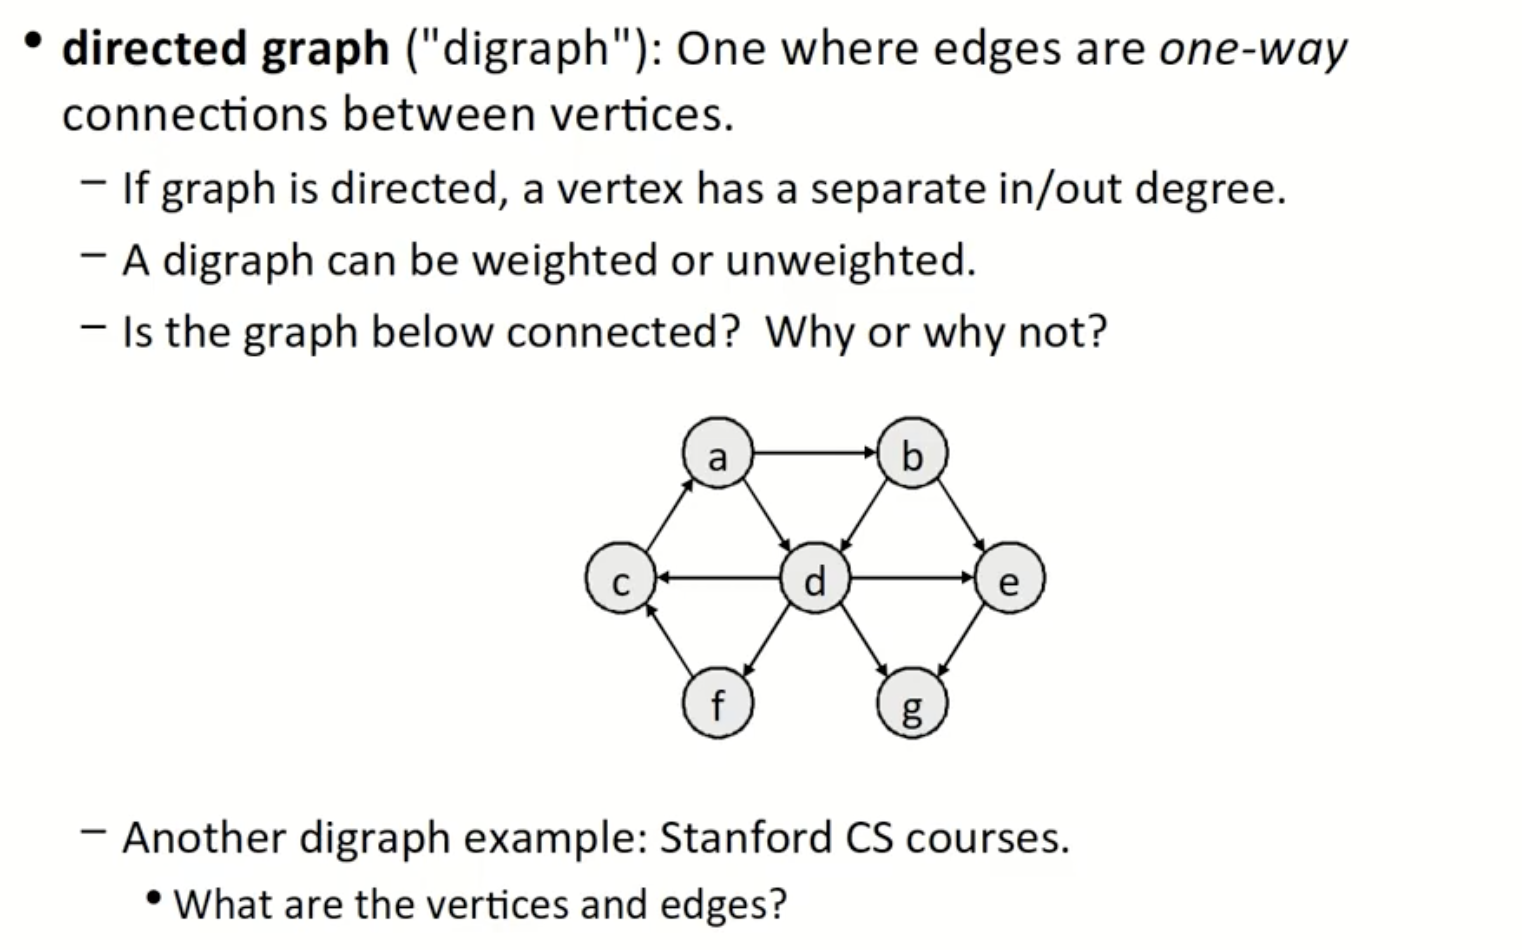 • directed graph ("digraph"): One where edges are one-way
connections between vertices.
– If graph is directed, a vertex has a separate in/out degree.
– A digraph can be weighted or unweighted.
– Is the graph below connected?  Why or why not?
a b
c d e
f g
– Another digraph example: Stanford CS courses.
• What are the vertices and edges?